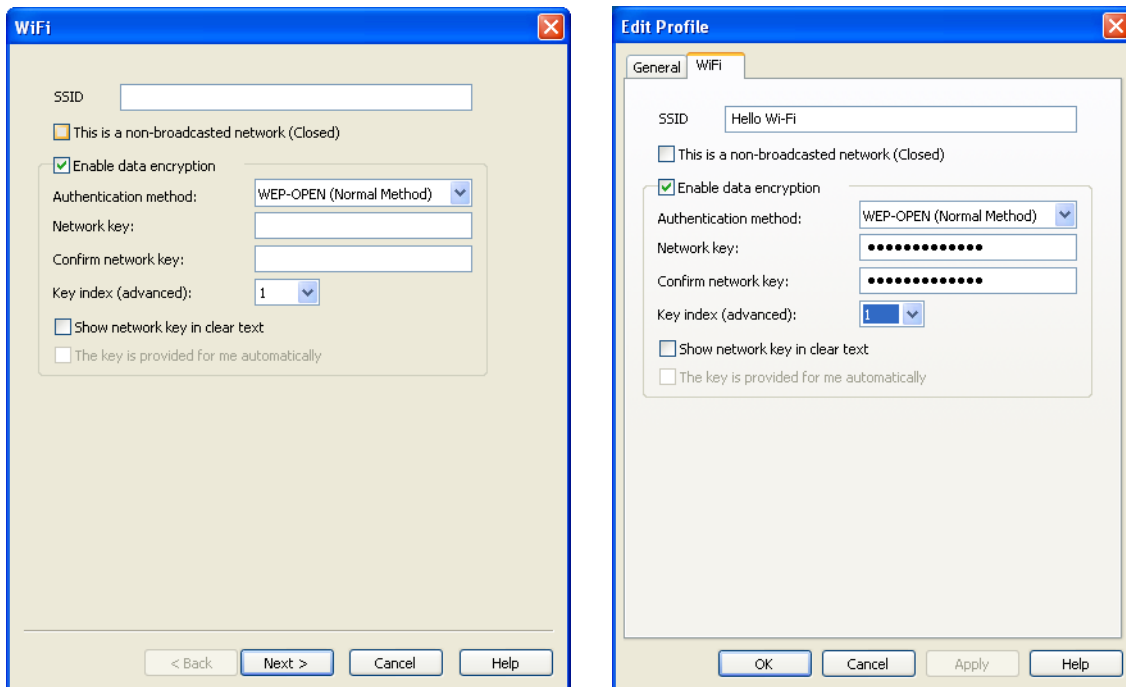 WiFi
SSID
This is a non-broadcasted network (Closed)
Enable data encryption
Authentication method: WEP-OPEN (Normal Method)
Network key:
Confirm network key:
Key index (advanced): 1
Show network key in clear text
The key is provided for me automatically
< Back Next > Cancel Help
Edit Profile
General WiFi
SSID Hello Wi-Fi
This is a non-broadcasted network (Closed)
Enable data encryption
Authentication method: WEP-OPEN (Normal Method)
Network key: •••••••••••••
Confirm network key: •••••••••••••
Key index (advanced): 1
Show network key in clear text
The key is provided for me automatically
OK Cancel Apply Help